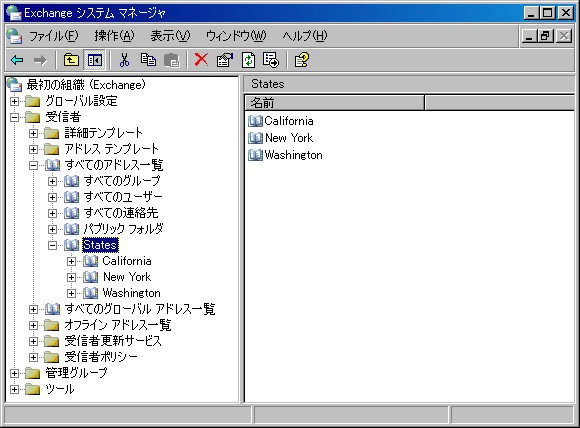 Exchange システム マネージャ
ファイル(F) 操作(A) 表示(V) ウィンドウ(W) ヘルプ(H)
最初の組織 (Exchange)
グローバル設定
受信者
詳細テンプレート
アドレス テンプレート
すべてのアドレス一覧
すべてのグループ
すべてのユーザー
すべての連絡先
パブリック フォルダ
States
California
New York
Washington
すべてのグローバル アドレス一覧
オフライン アドレス一覧
受信者更新サービス
受信者ポリシー
管理グループ
ツール
States
名前
California
New York
Washington